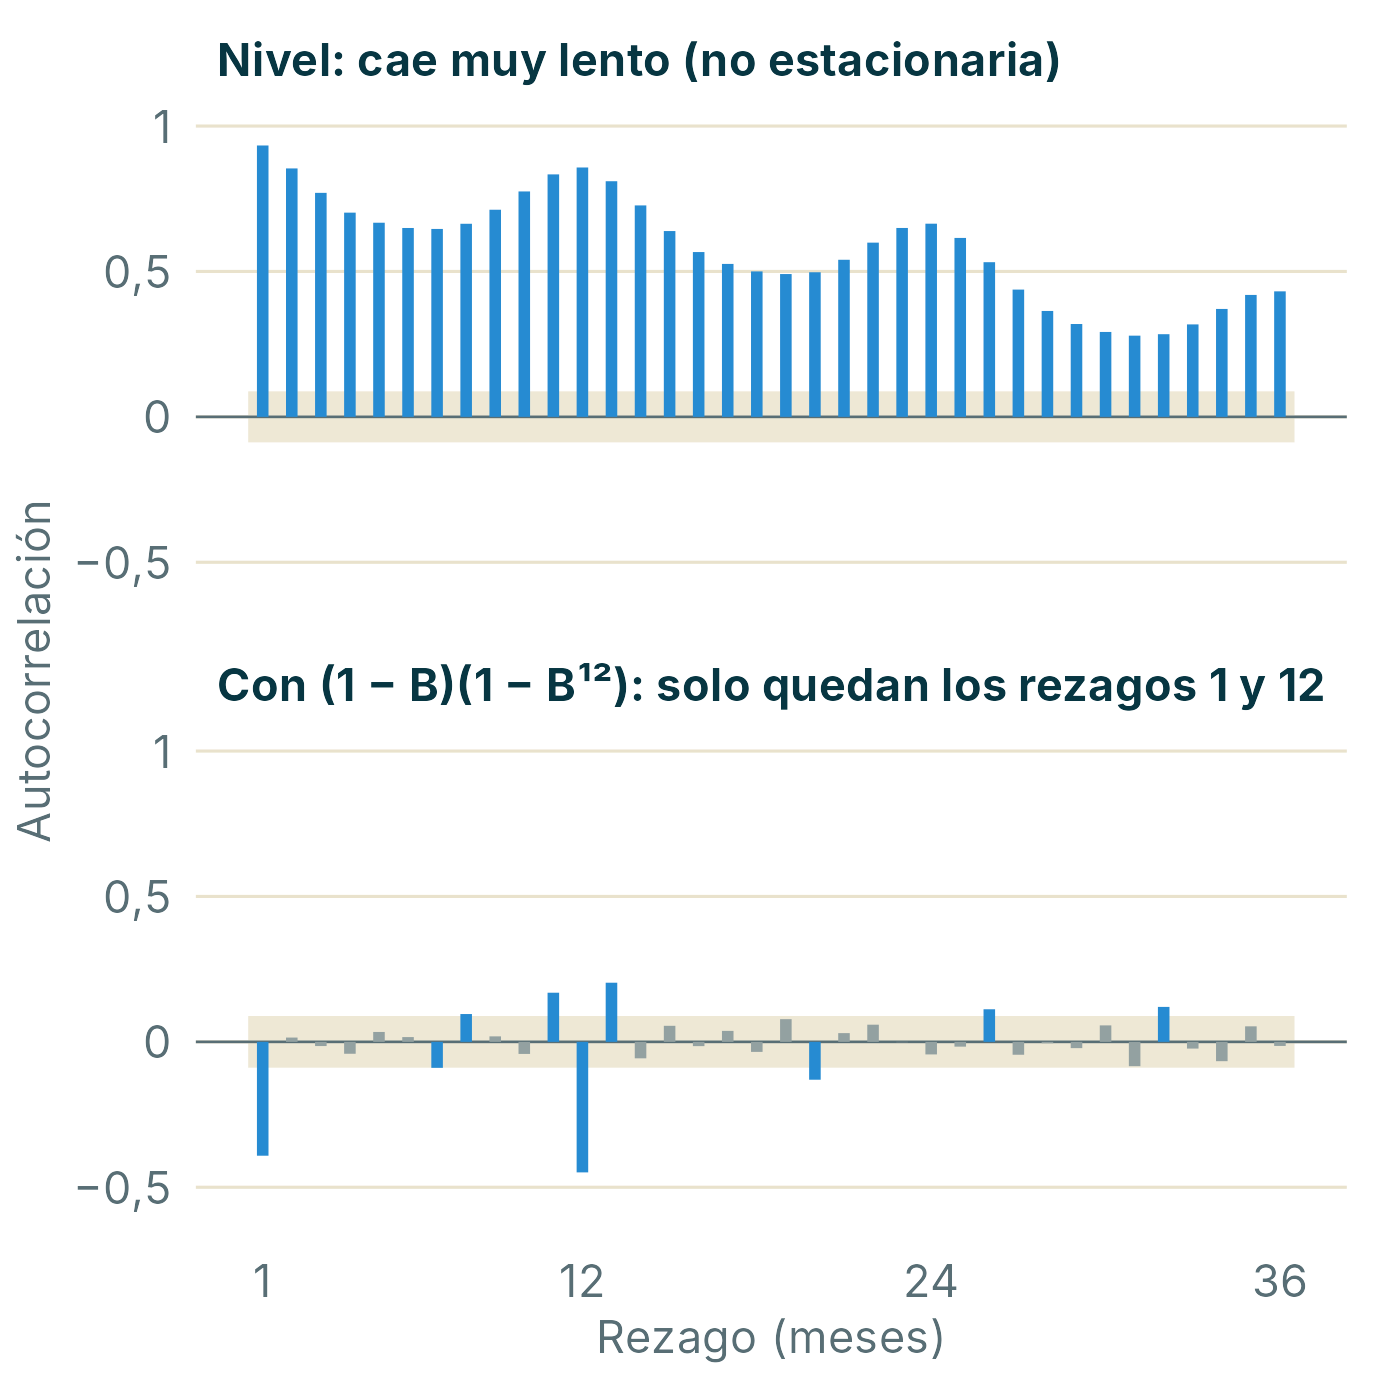 Nivel: cae muy lento (no estacionaria)
1
0,5
0
−0,5
Autocorrelación
Con (1 − B)(1 − B¹²): solo quedan los rezagos 1 y 12
1
0,5
0
−0,5
1 12 24 36
Rezago (meses)